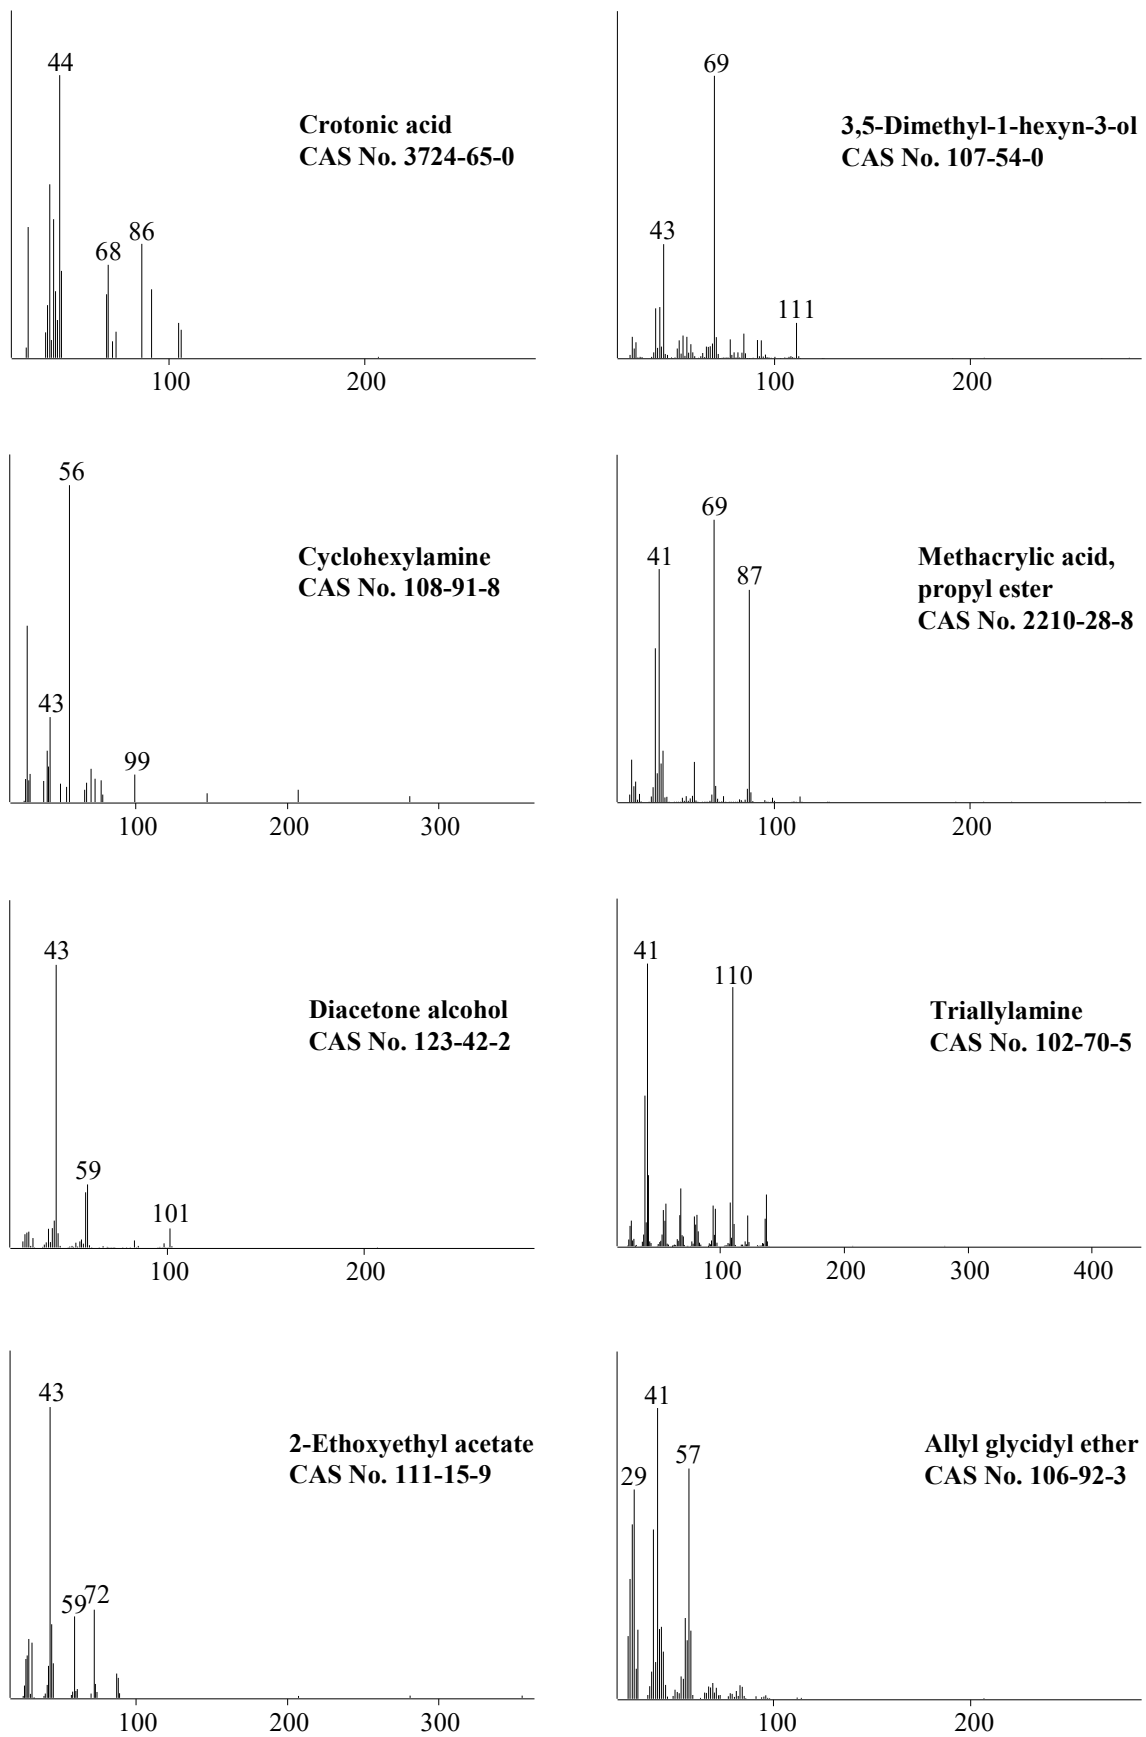 44
86
68
Crotonic acid
CAS No. 3724-65-0
100
200
69
43
111
3,5-Dimethyl-1-hexyn-3-ol
CAS No. 107-54-0
100
200
56
43
99
Cyclohexylamine
CAS No. 108-91-8
100
200
300
69
41
87
Methacrylic acid,
propyl ester
CAS No. 2210-28-8
100
200
43
59
101
Diacetone alcohol
CAS No. 123-42-2
100
200
41
110
Triallylamine
CAS No. 102-70-5
100
200
300
400
43
59
72
2-Ethoxyethyl acetate
CAS No. 111-15-9
100
200
300
41
57
29
Allyl glycidyl ether
CAS No. 106-92-3
100
200